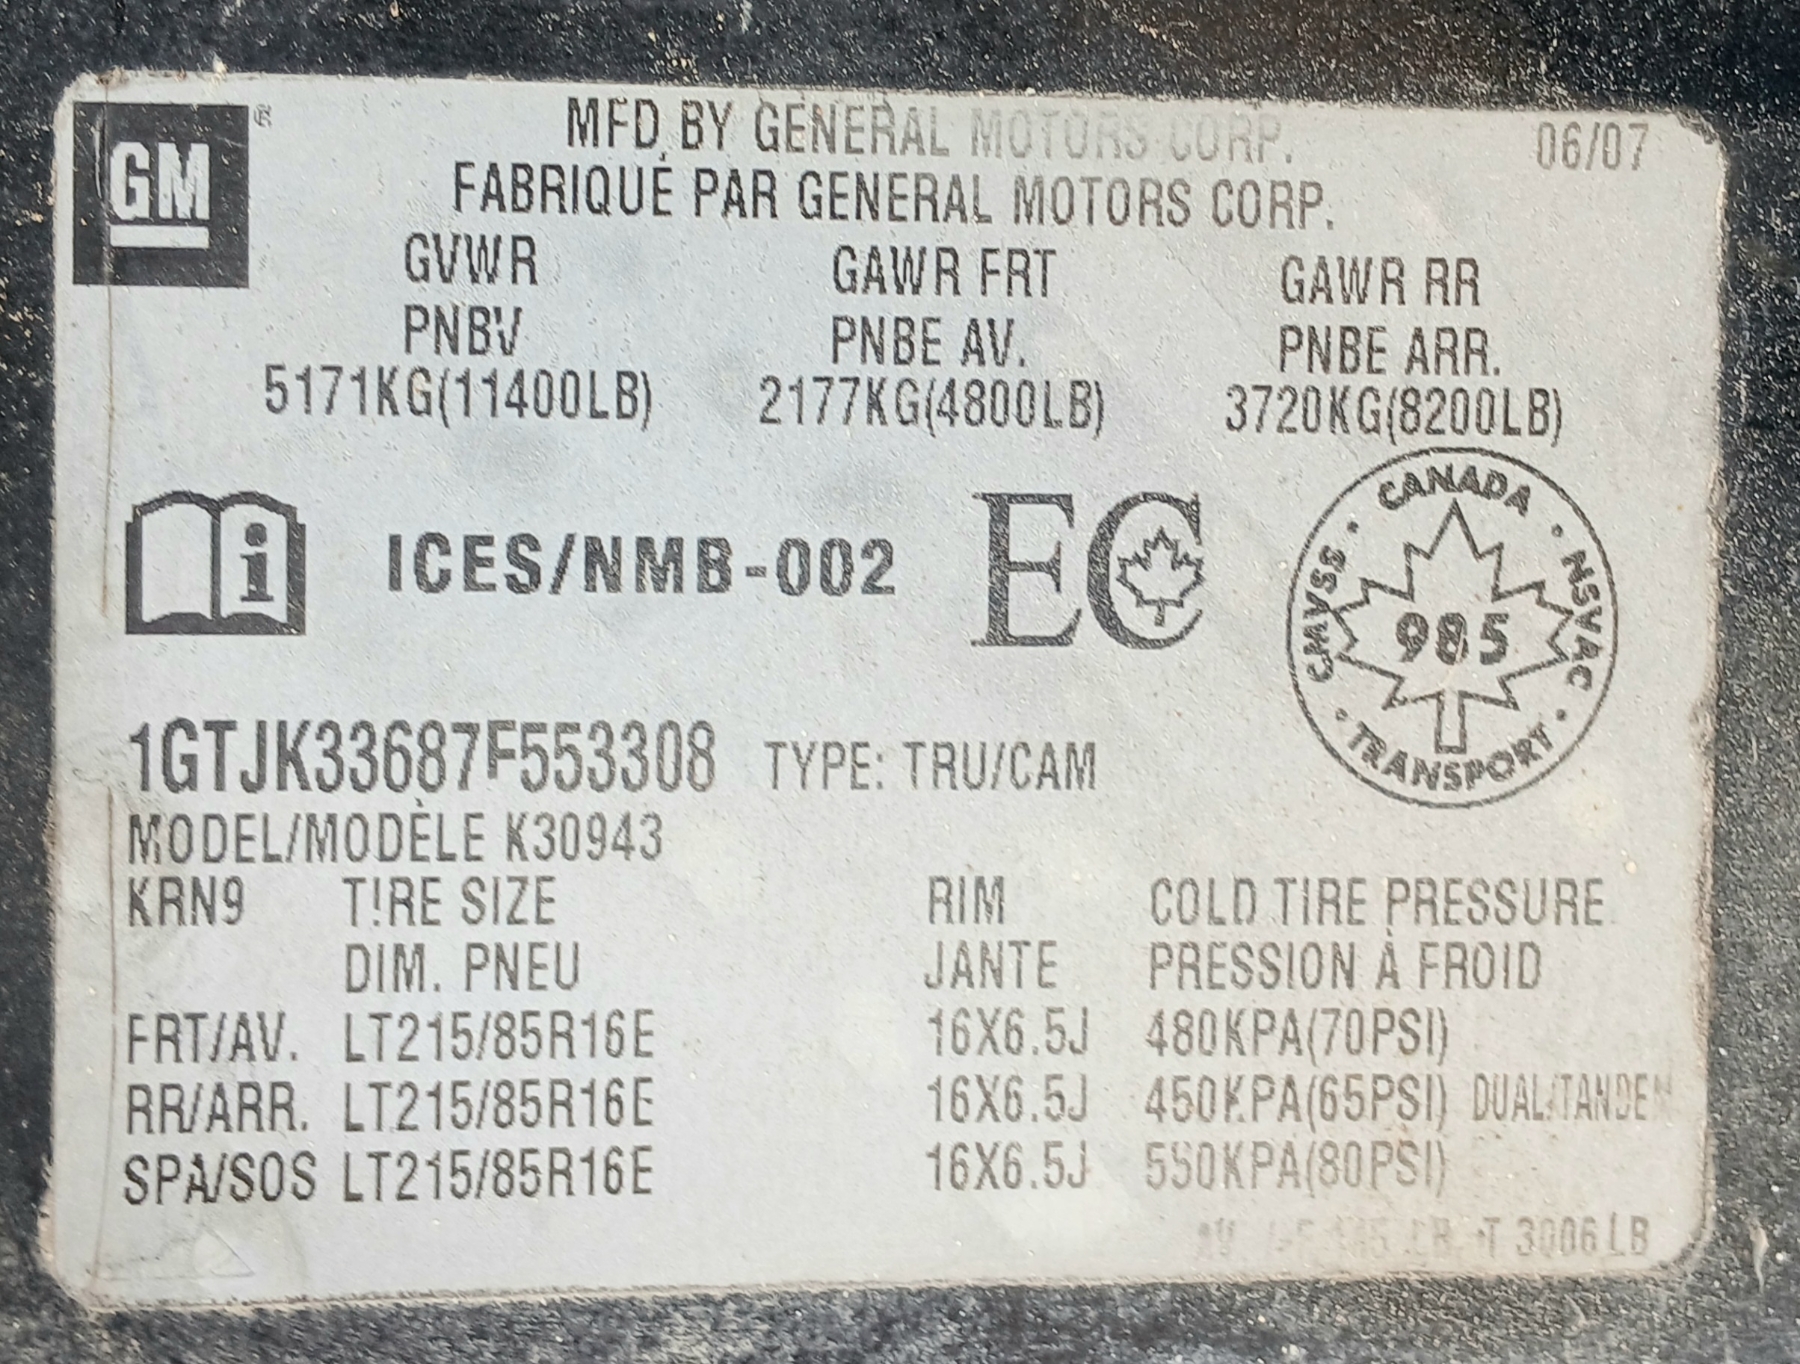 GM
MFD. BY GENERAL MOTORS CORP. 06/07
FABRIQUÉ PAR GENERAL MOTORS CORP.
GVWR GAWR FRT GAWR RR
PNBV PNBE AV. PNBE ARR.
5171KG(11400LB) 2177KG(4800LB) 3720KG(8200LB)
i ICES/NMB-002 EC
CANADA · NSVAC · TRANSPORT · CMVSS ·
985
1GTJK33687F553308 TYPE: TRU/CAM
MODEL/MODÈLE K30943
KRN9 TIRE SIZE RIM COLD TIRE PRESSURE
DIM. PNEU JANTE PRESSION À FROID
FRT/AV. LT215/85R16E 16X6.5J 480KPA(70PSI)
RR/ARR. LT215/85R16E 16X6.5J 450KPA(65PSI) DUAL/TANDEM
SPA/SOS LT215/85R16E 16X6.5J 550KPA(80PSI)
3006 LB